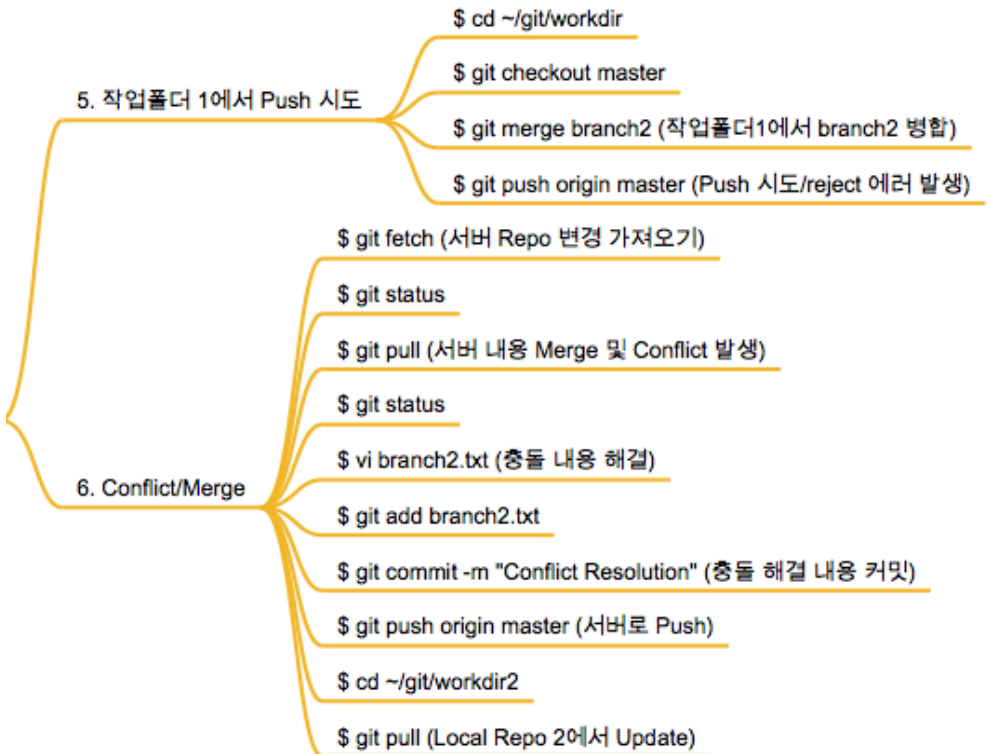 $ cd ~/git/workdir
$ git checkout master
5. 작업폴더 1에서 Push 시도
$ git merge branch2 (작업폴더1에서 branch2 병합)
$ git push origin master (Push 시도/reject 에러 발생)
$ git fetch (서버 Repo 변경 가져오기)
$ git status
$ git pull (서버 내용 Merge 및 Conflict 발생)
$ git status
$ vi branch2.txt (충돌 내용 해결)
6. Conflict/Merge
$ git add branch2.txt
$ git commit -m "Conflict Resolution" (충돌 해결 내용 커밋)
$ git push origin master (서버로 Push)
$ cd ~/git/workdir2
$ git pull (Local Repo 2에서 Update)